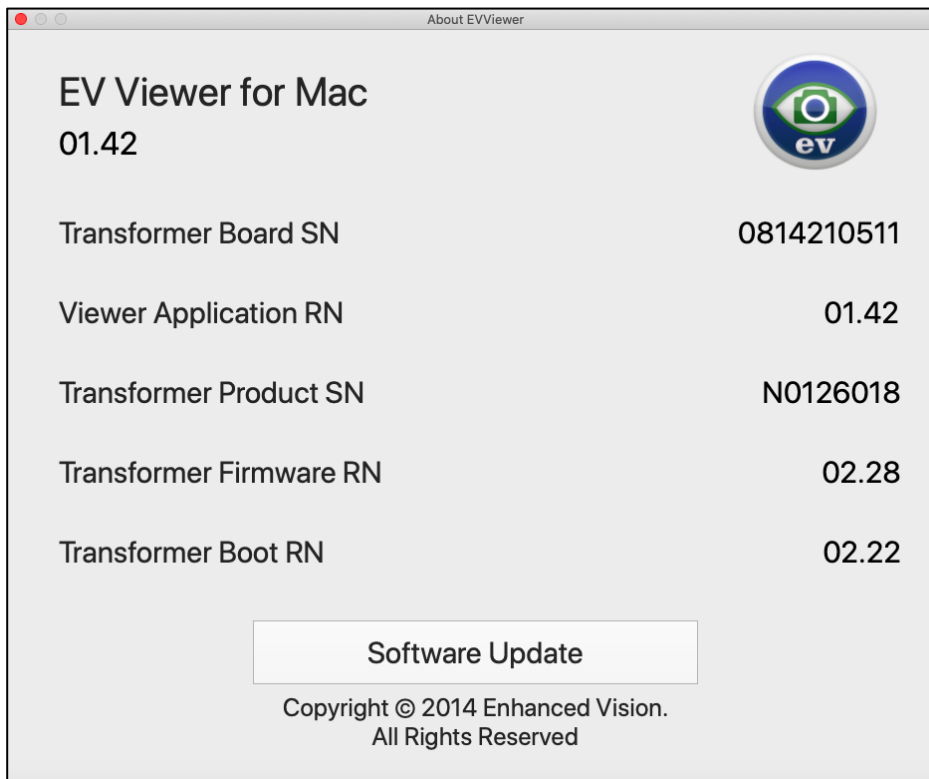 About EVViewer
EV Viewer for Mac
01.42
ev
Transformer Board SN 0814210511
Viewer Application RN 01.42
Transformer Product SN N0126018
Transformer Firmware RN 02.28
Transformer Boot RN 02.22
Software Update
Copyright © 2014 Enhanced Vision.
All Rights Reserved